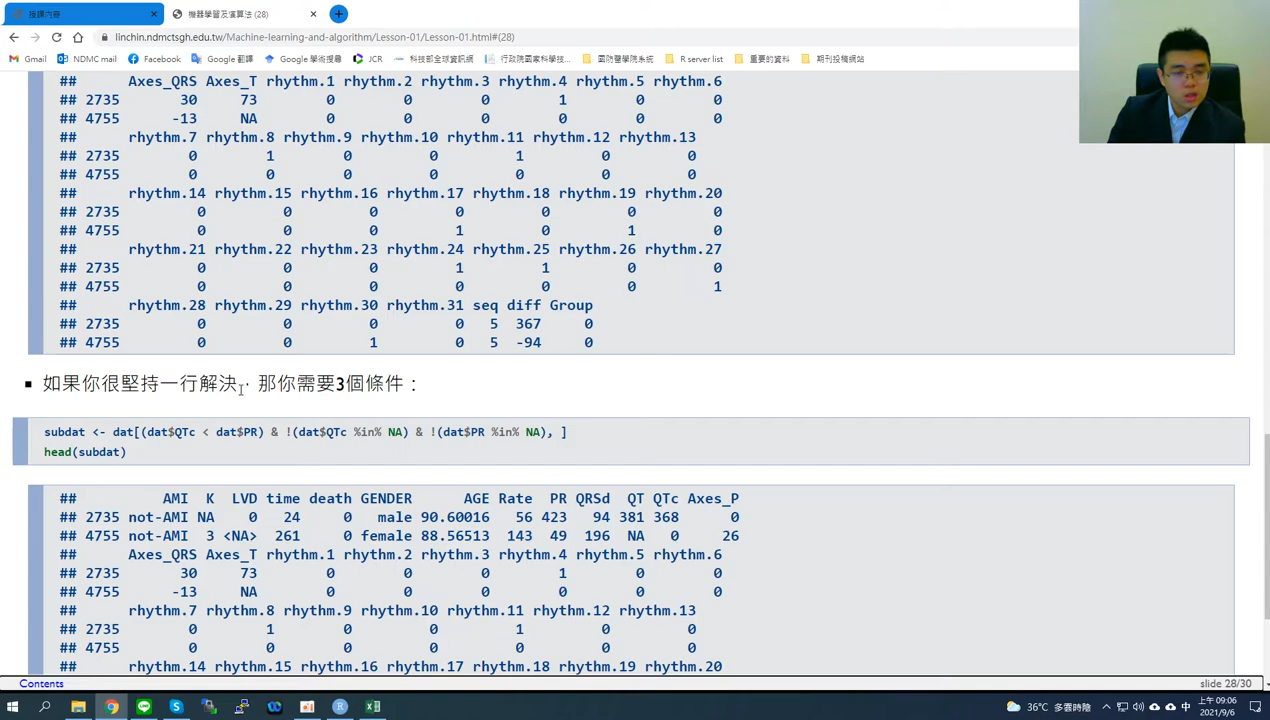 授課內容
機器學習及演算法 (28)
linchin.ndmctsgh.edu.tw/Machine-learning-and-algorithm/Lesson-01/Lesson-01.html#(28)
Gmail NDMC mail Facebook Google 翻譯 Google 學術搜尋 JCR 科技部全球資訊網 行政院國家科學技... 國防醫學院系統 R server list 重要的資料 期刊投稿網站
## Axes_QRS Axes_T rhythm.1 rhythm.2 rhythm.3 rhythm.4 rhythm.5 rhythm.6
## 2735 30 73 0 0 0 1 0 0
## 4755 -13 NA 0 0 0 0 0 0
## rhythm.7 rhythm.8 rhythm.9 rhythm.10 rhythm.11 rhythm.12 rhythm.13
## 2735 0 1 0 0 1 0 0
## 4755 0 0 0 0 0 0 0
## rhythm.14 rhythm.15 rhythm.16 rhythm.17 rhythm.18 rhythm.19 rhythm.20
## 2735 0 0 0 0 0 0 0
## 4755 0 0 0 1 0 1 0
## rhythm.21 rhythm.22 rhythm.23 rhythm.24 rhythm.25 rhythm.26 rhythm.27
## 2735 0 0 0 1 1 0 0
## 4755 0 0 0 0 0 0 1
## rhythm.28 rhythm.29 rhythm.30 rhythm.31 seq diff Group
## 2735 0 0 0 0 5 367 0
## 4755 0 0 1 0 5 -94 0
如果你很堅持一行解決,那你需要3個條件:
subdat <- dat[(dat$QTc < dat$PR) & !(dat$QTc %in% NA) & !(dat$PR %in% NA), ]
head(subdat)
## AMI K LVD time death GENDER AGE Rate PR QRSd QT QTc Axes_P
## 2735 not-AMI NA 0 24 0 male 90.60016 56 423 94 381 368 0
## 4755 not-AMI 3 <NA> 261 0 female 88.56513 143 49 196 NA 0 26
## Axes_QRS Axes_T rhythm.1 rhythm.2 rhythm.3 rhythm.4 rhythm.5 rhythm.6
## 2735 30 73 0 0 0 1 0 0
## 4755 -13 NA 0 0 0 0 0 0
## rhythm.7 rhythm.8 rhythm.9 rhythm.10 rhythm.11 rhythm.12 rhythm.13
## 2735 0 1 0 0 1 0 0
## 4755 0 0 0 0 0 0 0
## rhythm.14 rhythm.15 rhythm.16 rhythm.17 rhythm.18 rhythm.19 rhythm.20
Contents slide 28/30
36°C 多雲時陰 中 上午 09:06
2021/9/6